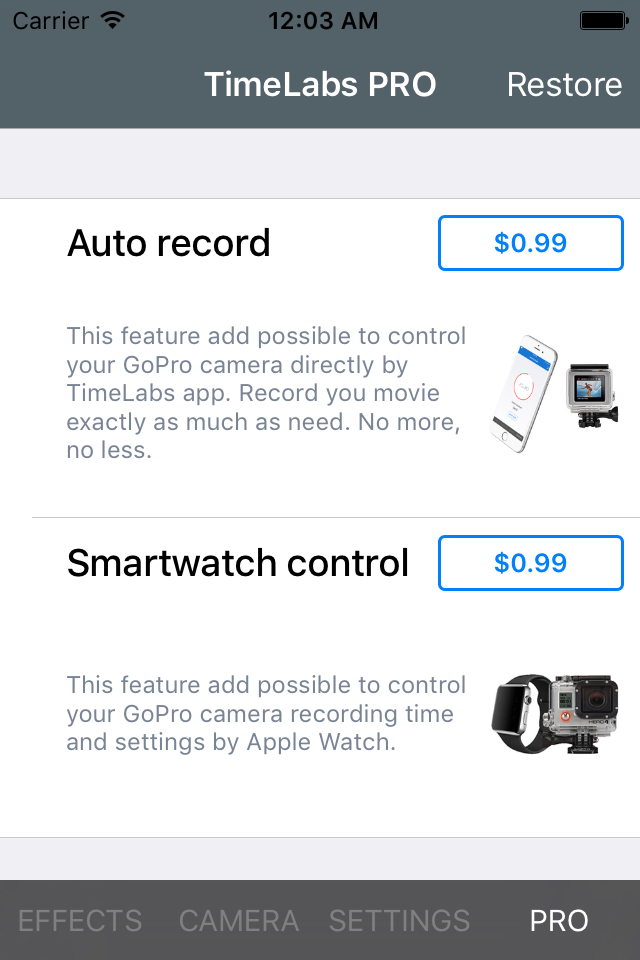 Carrier 12:03 AM
TimeLabs PRO Restore
Auto record $0.99
This feature add possible to control
your GoPro camera directly by
TimeLabs app. Record you movie
exactly as much as need. No more,
no less.
Smartwatch control $0.99
This feature add possible to control
your GoPro camera recording time
and settings by Apple Watch.
EFFECTS CAMERA SETTINGS PRO